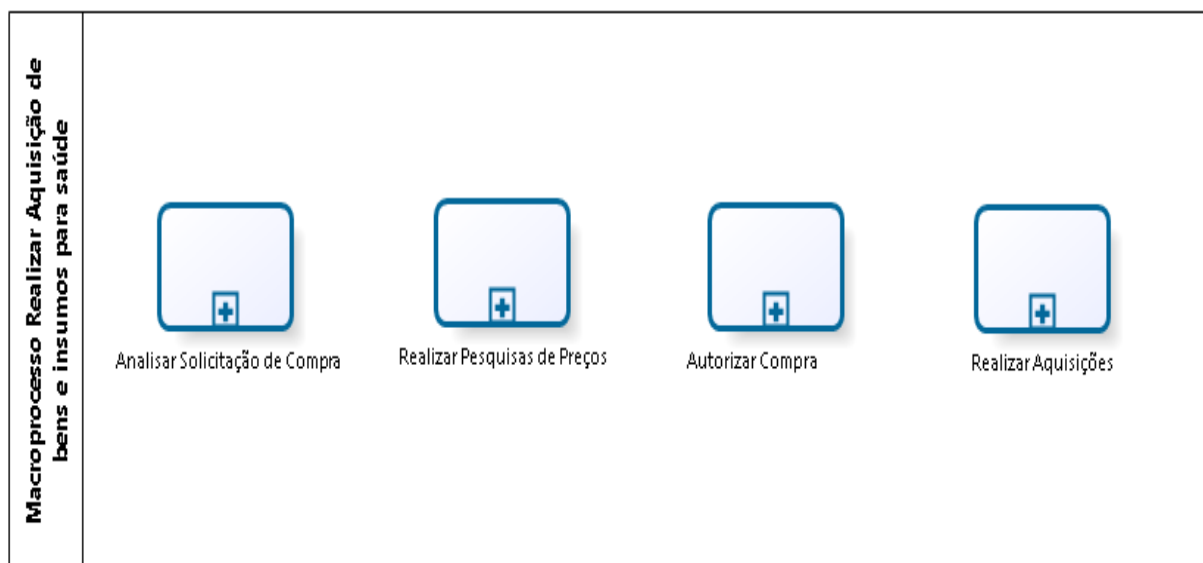 Macroprocesso Realizar Aquisição de
bens e insumos para saúde
Analisar Solicitação de Compra
Realizar Pesquisas de Preços
Autorizar Compra
Realizar Aquisições